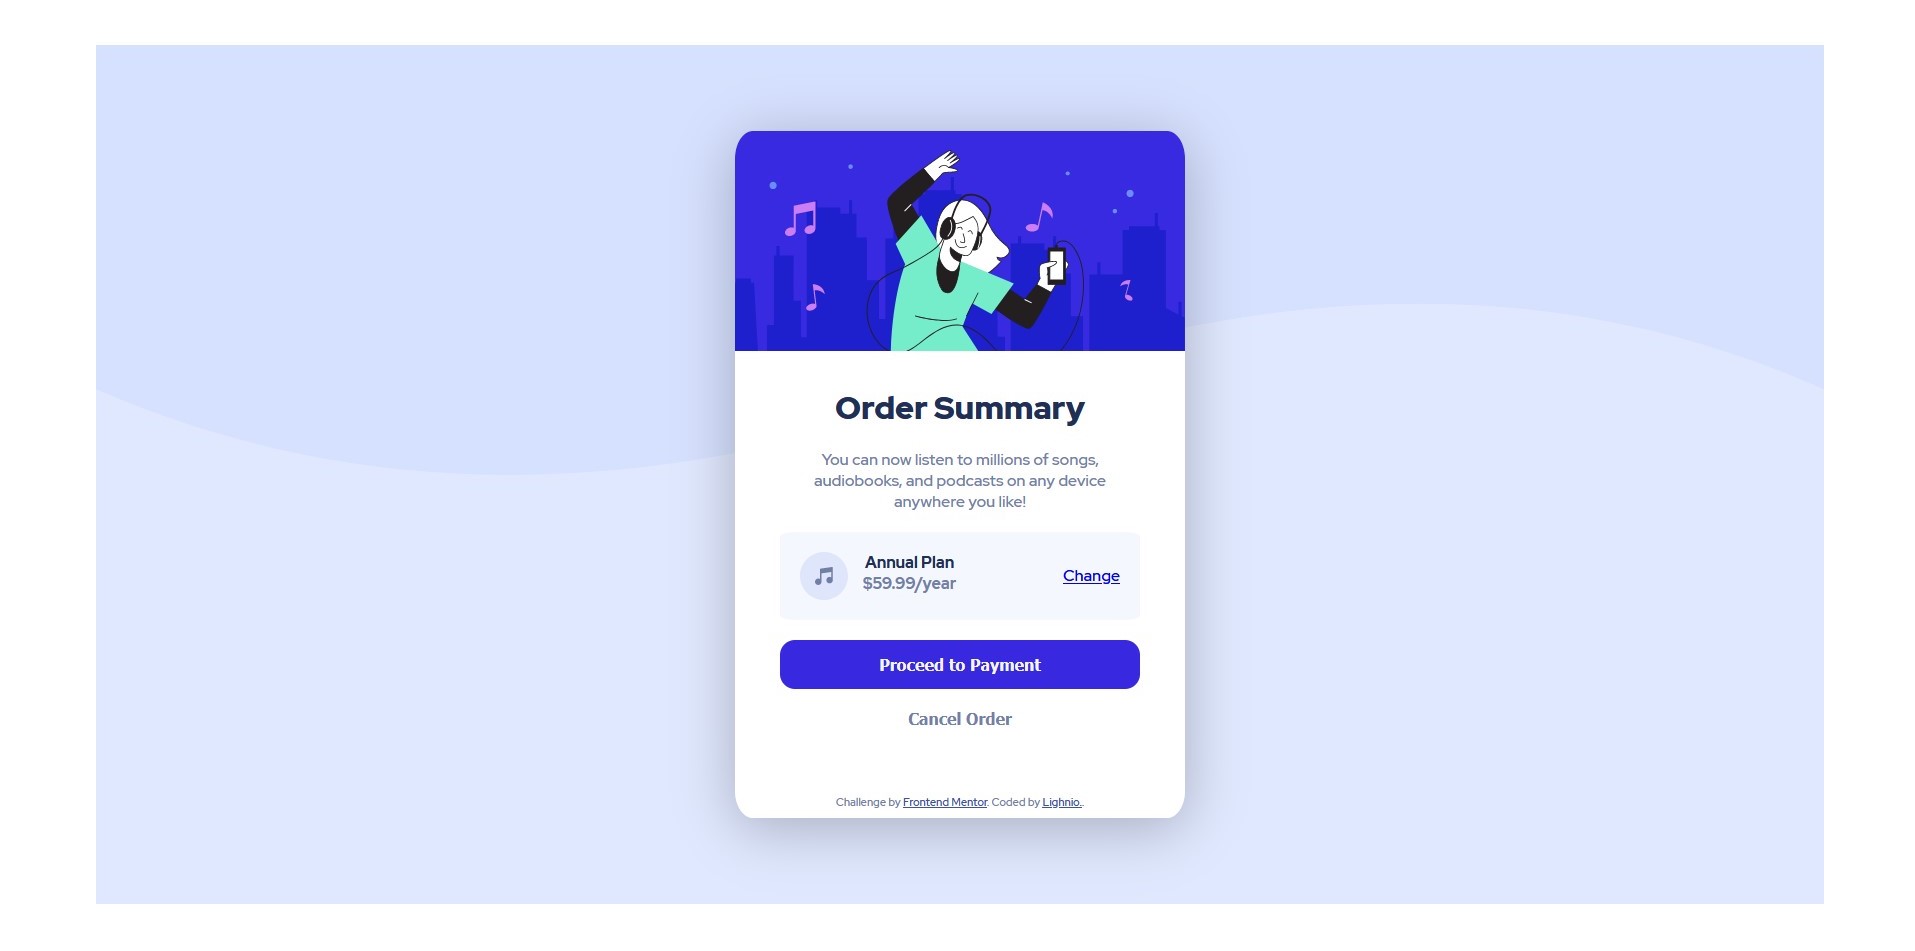 Order Summary
You can now listen to millions of songs,
audiobooks, and podcasts on any device
anywhere you like!
Annual Plan
$59.99/year
Change
Proceed to Payment
Cancel Order
Challenge by Frontend Mentor. Coded by Lighnio..